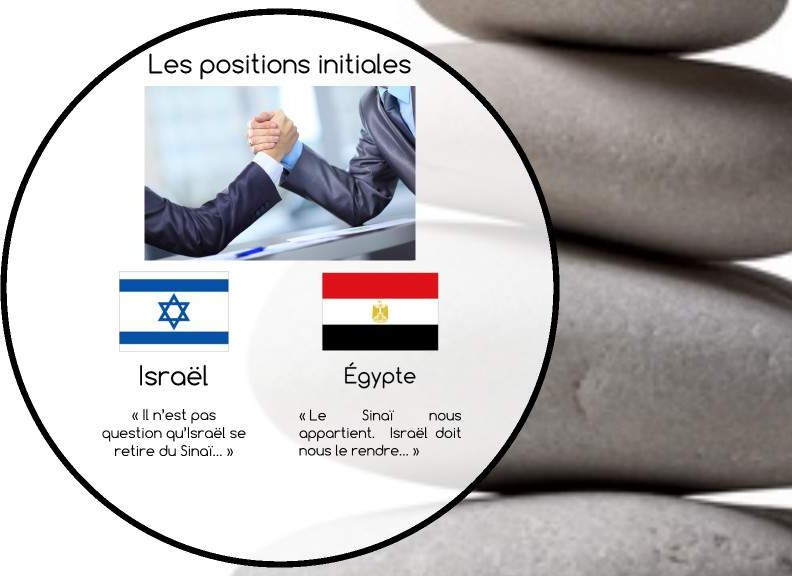 Les positions initiales
Israël
« Il n'est pas
question qu'Israël se
retire du Sinaï... »
Égypte
« Le Sinaï nous
appartient. Israël doit
nous le rendre... »